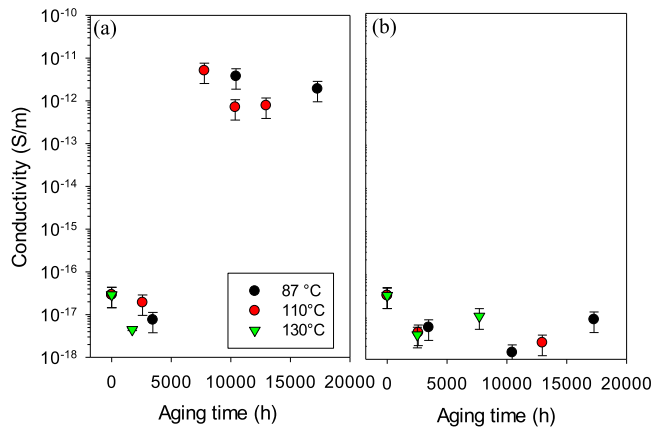 (a)
(b)
10-10
10-11
10-12
10-13
10-14
10-15
10-16
10-17
10-18
Conductivity (S/m)
87 °C
110°C
130°C
0 5000 10000 15000 20000
0 5000 10000 15000 20000
Aging time (h)
Aging time (h)